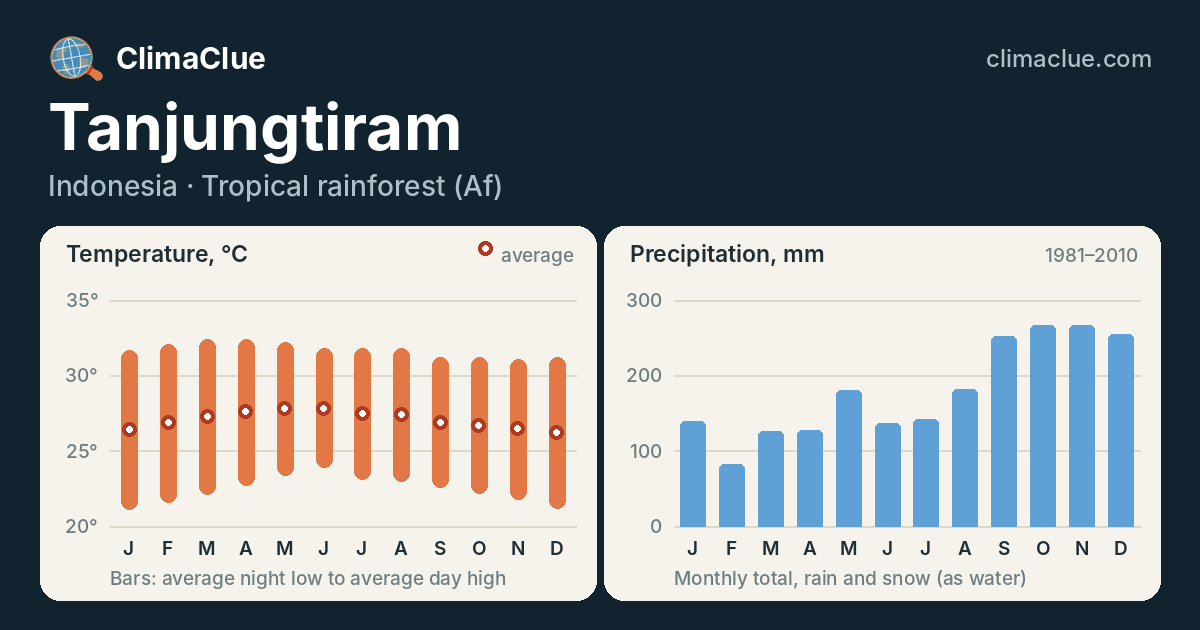 ClimaClue
climaclue.com
Tanjungtiram
Indonesia · Tropical rainforest (Af)
Temperature, °C
average
35°
30°
25°
20°
J F M A M J J A S O N D
Bars: average night low to average day high
Precipitation, mm
1981–2010
300
200
100
0
J F M A M J J A S O N D
Monthly total, rain and snow (as water)